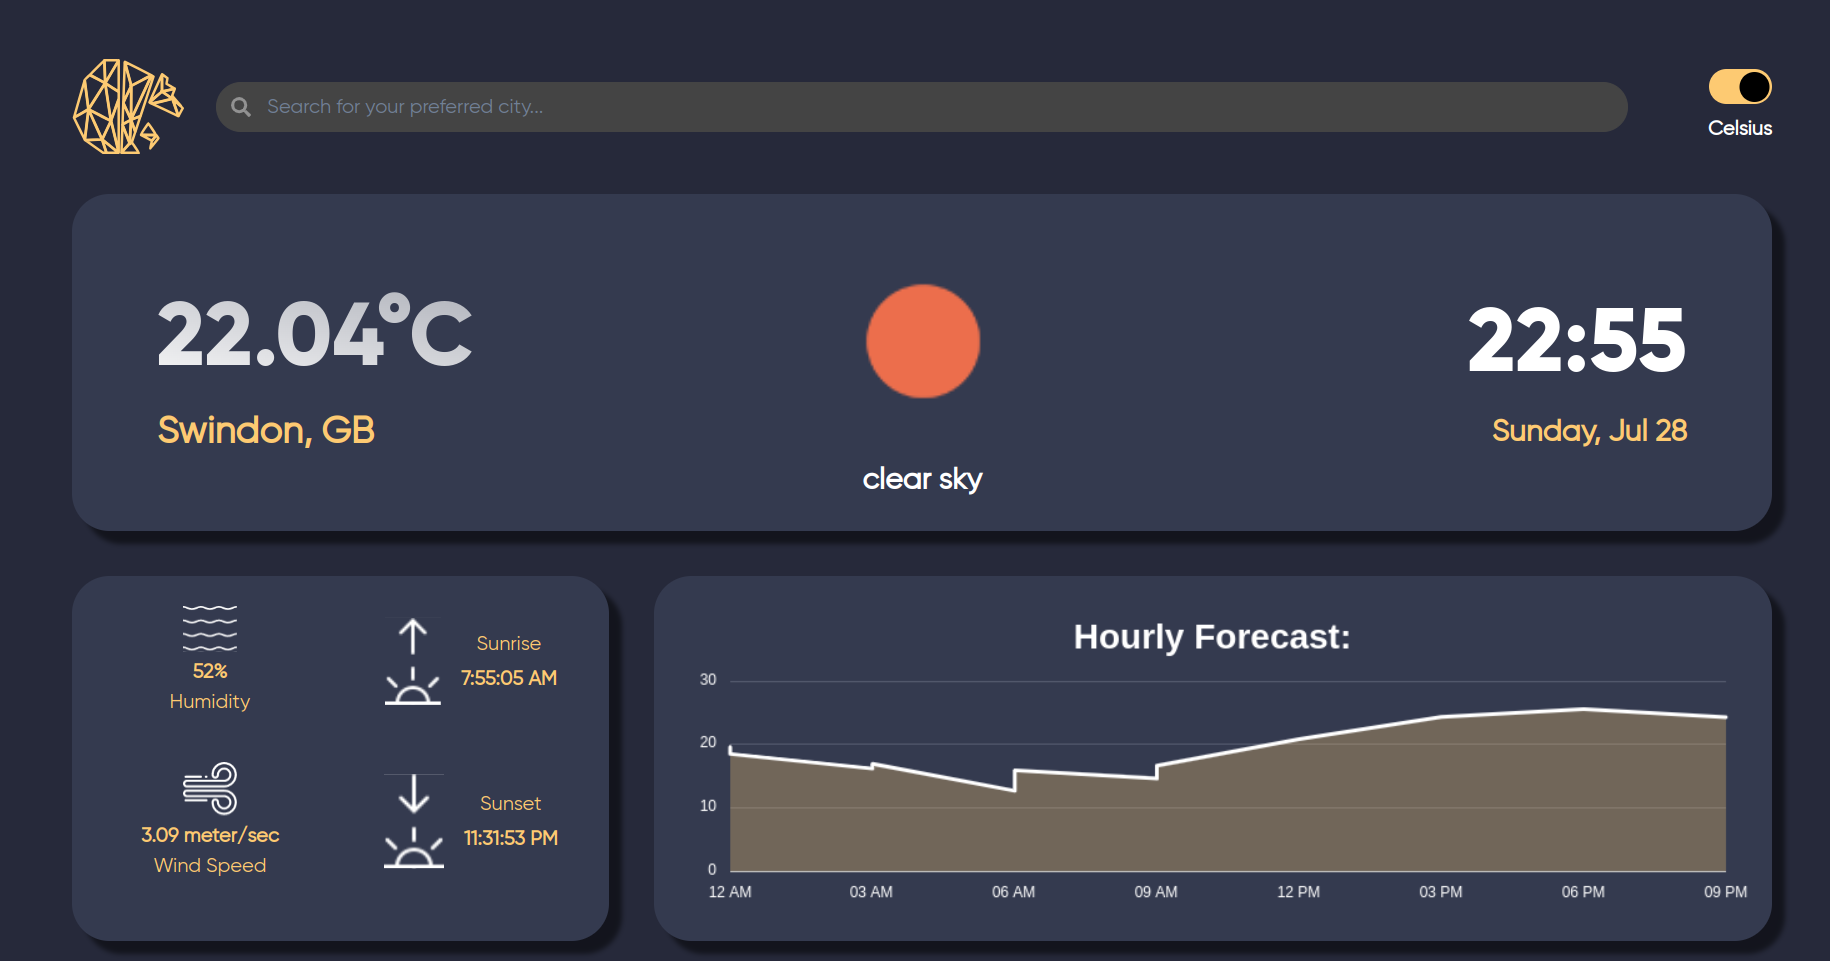 Search for your preferred city...
Celsius
22.04°C
Swindon, GB
clear sky
22:55
Sunday, Jul 28
52%
Humidity
Sunrise
7:55:05 AM
3.09 meter/sec
Wind Speed
Sunset
11:31:53 PM
Hourly Forecast:
30
20
10
0
12 AM 03 AM 06 AM 09 AM 12 PM 03 PM 06 PM 09 PM